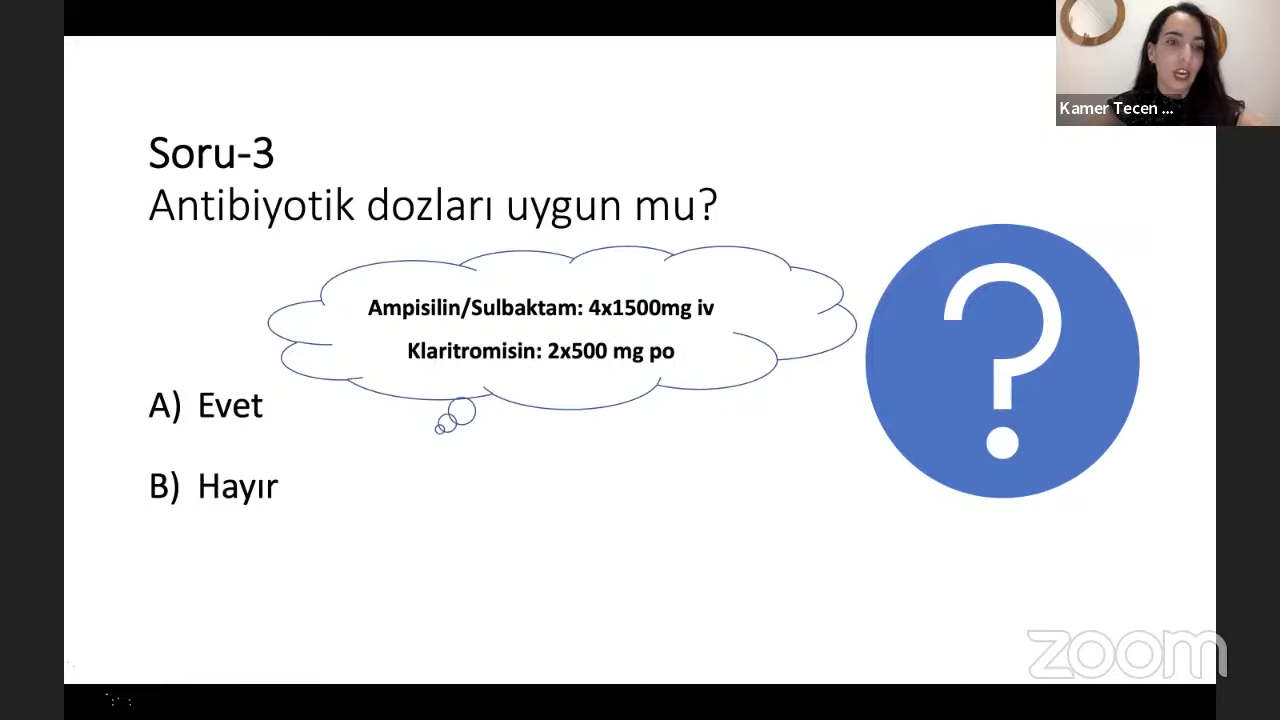 Kamer Tecen ...
Soru-3
Antibiyotik dozları uygun mu?
Ampisilin/Sulbaktam: 4x1500mg iv
Klaritromisin: 2x500 mg po
A) Evet
B) Hayır
zoom